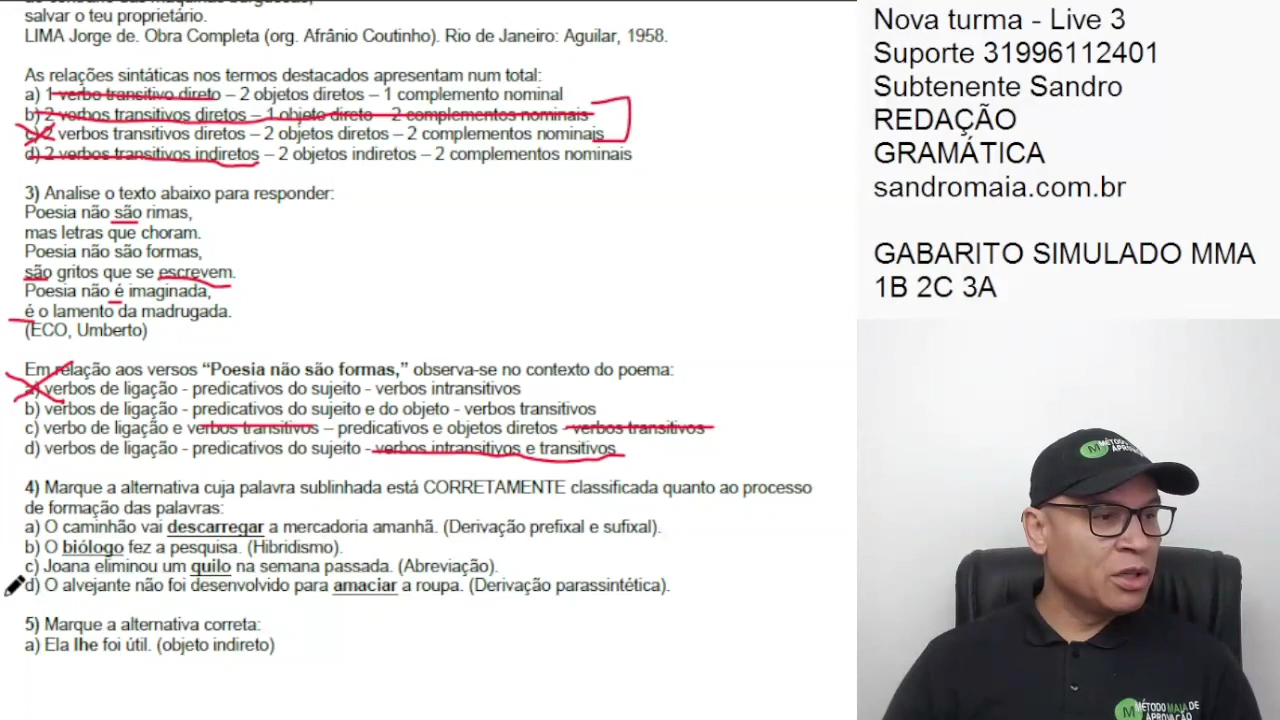 salvar o teu proprietário.
LIMA Jorge de. Obra Completa (org. Afrânio Coutinho). Rio de Janeiro: Aguilar, 1958.
As relações sintáticas nos termos destacados apresentam num total:
a) 1 verbo transitivo direto – 2 objetos diretos – 1 complemento nominal
b) 2 verbos transitivos diretos – 1 objeto direto – 2 complementos nominais
c) 2 verbos transitivos diretos – 2 objetos diretos – 2 complementos nominais
d) 2 verbos transitivos indiretos – 2 objetos indiretos – 2 complementos nominais
3) Analise o texto abaixo para responder:
Poesia não são rimas,
mas letras que choram.
Poesia não são formas,
são gritos que se escrevem.
Poesia não é imaginada,
é o lamento da madrugada.
(ECO, Umberto)
Em relação aos versos “Poesia não são formas,” observa-se no contexto do poema:
a) verbos de ligação - predicativos do sujeito - verbos intransitivos
b) verbos de ligação - predicativos do sujeito e do objeto - verbos transitivos
c) verbo de ligação e verbos transitivos – predicativos e objetos diretos - verbos transitivos
d) verbos de ligação - predicativos do sujeito - verbos intransitivos e transitivos
4) Marque a alternativa cuja palavra sublinhada está CORRETAMENTE classificada quanto ao processo
de formação das palavras:
a) O caminhão vai descarregar a mercadoria amanhã. (Derivação prefixal e sufixal).
b) O biólogo fez a pesquisa. (Hibridismo).
c) Joana eliminou um quilo na semana passada. (Abreviação).
d) O alvejante não foi desenvolvido para amaciar a roupa. (Derivação parassintética).
5) Marque a alternativa correta:
a) Ela lhe foi útil. (objeto indireto)
Nova turma - Live 3
Suporte 31996112401
Subtenente Sandro
REDAÇÃO
GRAMÁTICA
sandromaia.com.br
GABARITO SIMULADO MMA
1B 2C 3A
M MÉTODO MAIA DE APROVAÇÃO
M MÉTODO MAIA DE
APROVAÇÃO